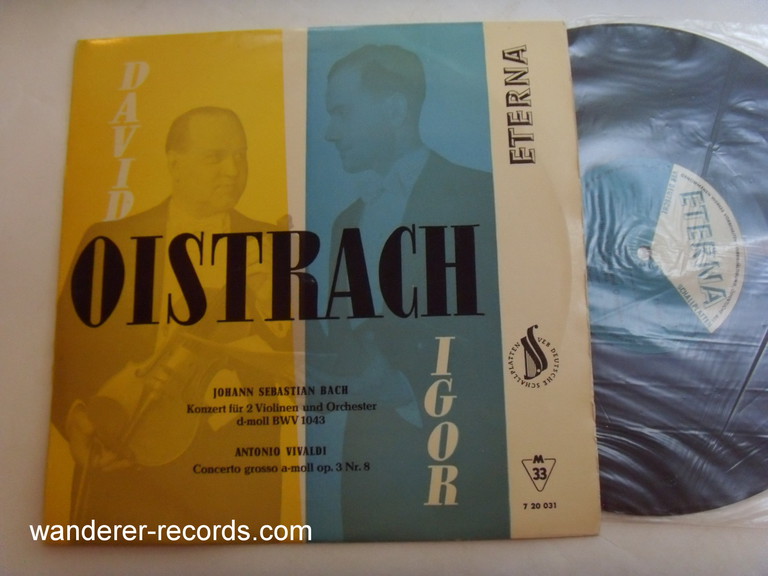 DAVID
OISTRACH
IGOR
JOHANN SEBASTIAN BACH
Konzert für 2 Violinen und Orchester
d-moll BWV 1043
ANTONIO VIVALDI
Concerto grosso a-moll op. 3 Nr. 8
ETERNA
VEB DEUTSCHE SCHALLPLATTEN
M
33
7 20 031
ETERNA
wanderer-records.com